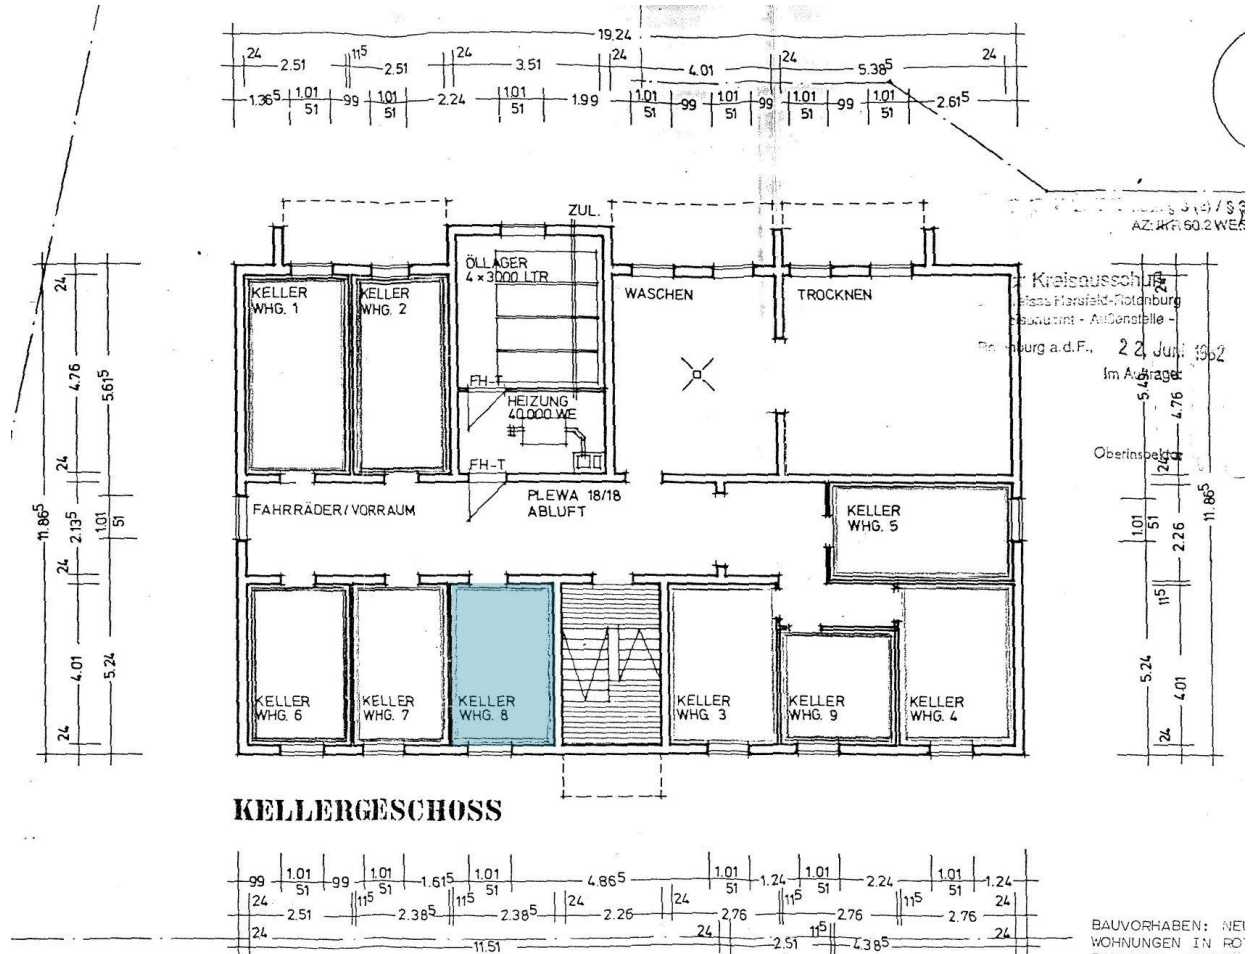 19.24
24 2.51 11⁵ 2.51 24 3.51 24 4.01 24 5.38⁵ 24
1.36⁵ 1.01 99 1.01 2.24 1.01 1.99 1.01 99 1.01 99 1.01 99 1.01 2.61⁵
51 51 51 51 51 51 51
ZUL.
AZ:
60.2
ÖLLAGER
4 x 3000 LTR
KELLER
WHG. 1
KELLER
WHG. 2
WASCHEN
TROCKNEN
Kreisausschuß
Hersfeld-Rotenburg
- Außenstelle -
burg a.d.F., 22. Juni
Im Auftrage:
FH-T
HEIZUNG
40.000 WE
FH-T
PLEWA 18/18
ABLUFT
FAHRRÄDER/VORRAUM
KELLER
WHG. 5
KELLER
WHG. 6
KELLER
WHG. 7
KELLER
WHG. 8
KELLER
WHG. 3
KELLER
WHG. 9
KELLER
WHG. 4
24
4.76
24
2.13⁵
24
4.01
24
11.86⁵
5.61⁵
1.01
51
5.24
24
4.76
24
2.26
11⁵
4.01
24
1.01
51
5.24
11.86⁵
KELLERGESCHOSS
99 1.01 99 1.01 1.61⁵ 1.01 4.86⁵ 1.01 1.24 1.01 2.24 1.01 1.24
51 51 51 51 51 51
24 2.51 11⁵ 2.38⁵ 11⁵ 2.38⁵ 24 2.26 24 2.76 11⁵ 2.76 11⁵ 2.76 24
24 11.51 24 2.51 11⁵ 4.38⁵ 24
BAUVORHABEN:
WOHNUNGEN IN